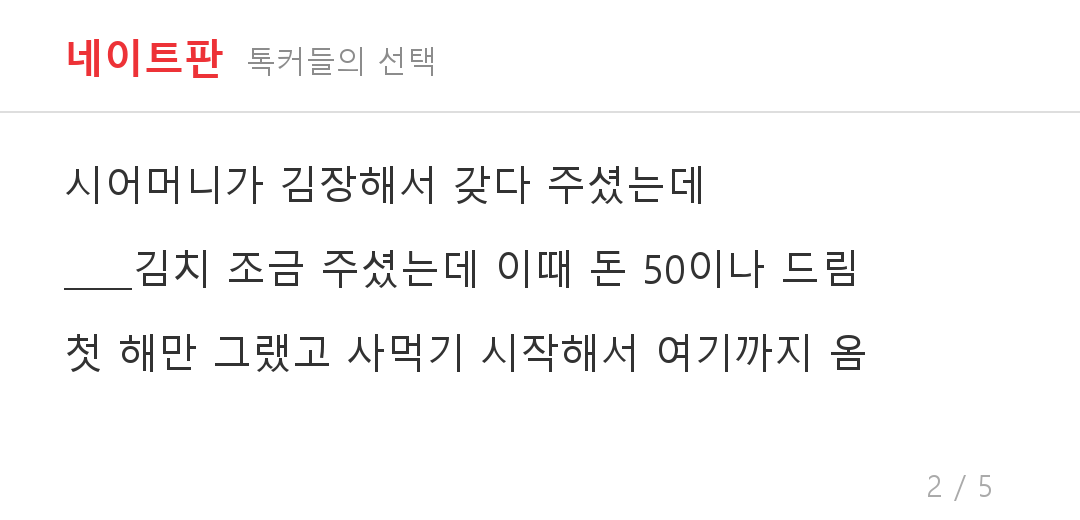 네이트판 톡커들의 선택
시어머니가 김장해서 갖다 주셨는데
___김치 조금 주셨는데 이때 돈 50이나 드림
첫 해만 그랬고 사먹기 시작해서 여기까지 옴
2 / 5